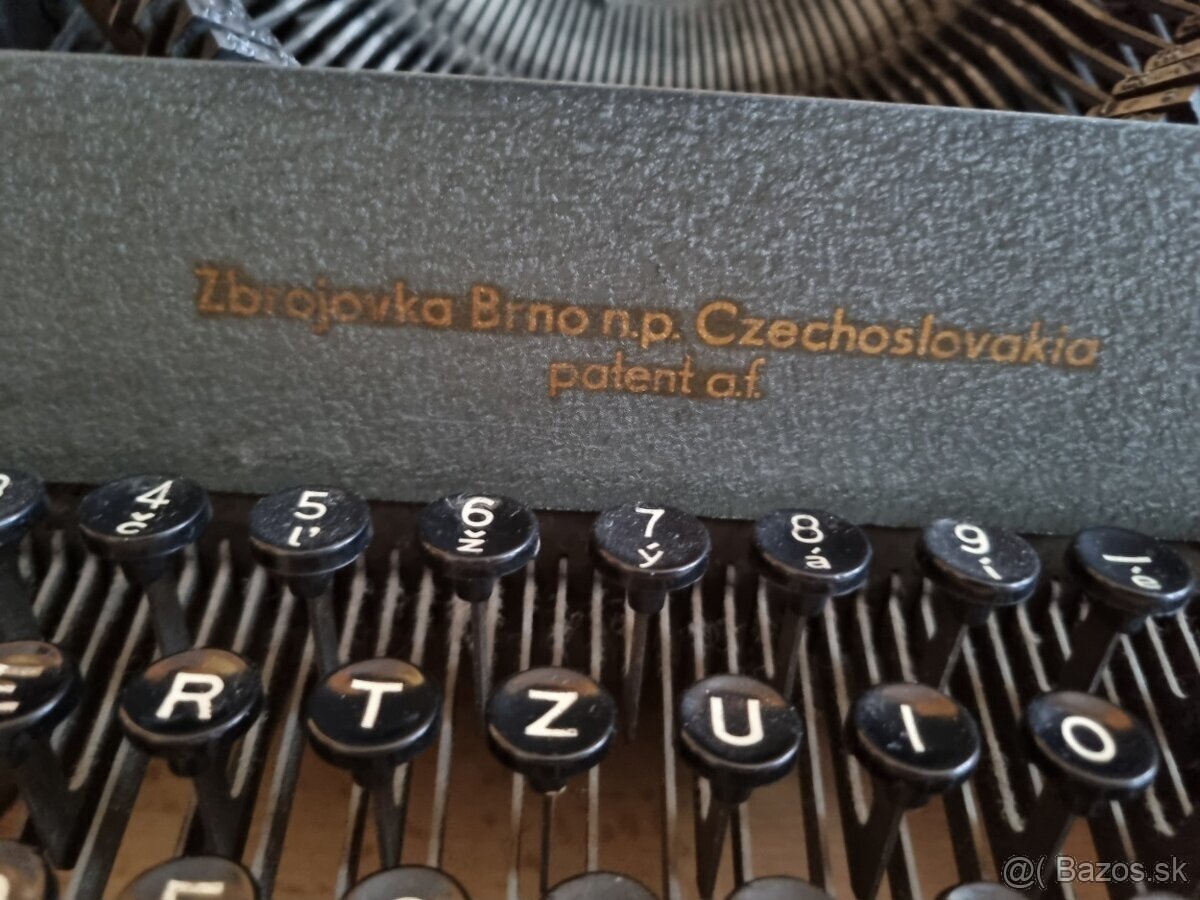 Zbrojovka Brno n.p. Czechoslovakia
patent a.f.
4 5 6 7 8 9
č ž ý á í é
E R T Z U I O
@( Bazos.sk